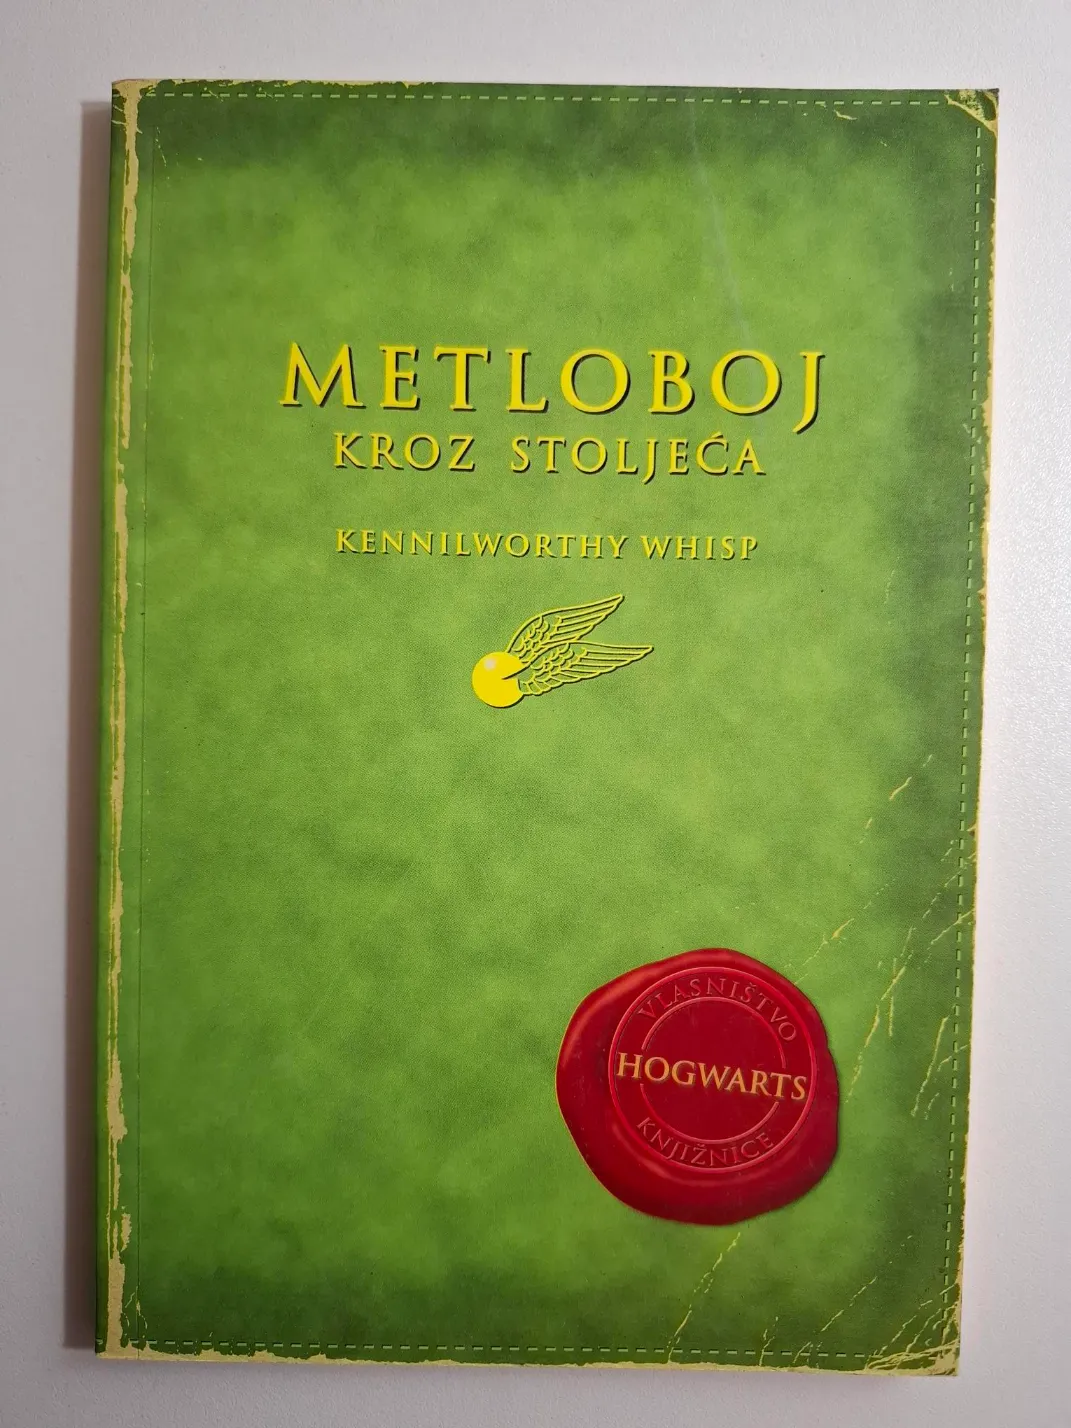 METLOBOJ
KROZ STOLJEĆA
KENNILWORTHY WHISP
VLASNIŠTVO
HOGWARTS
KNJIŽNICE